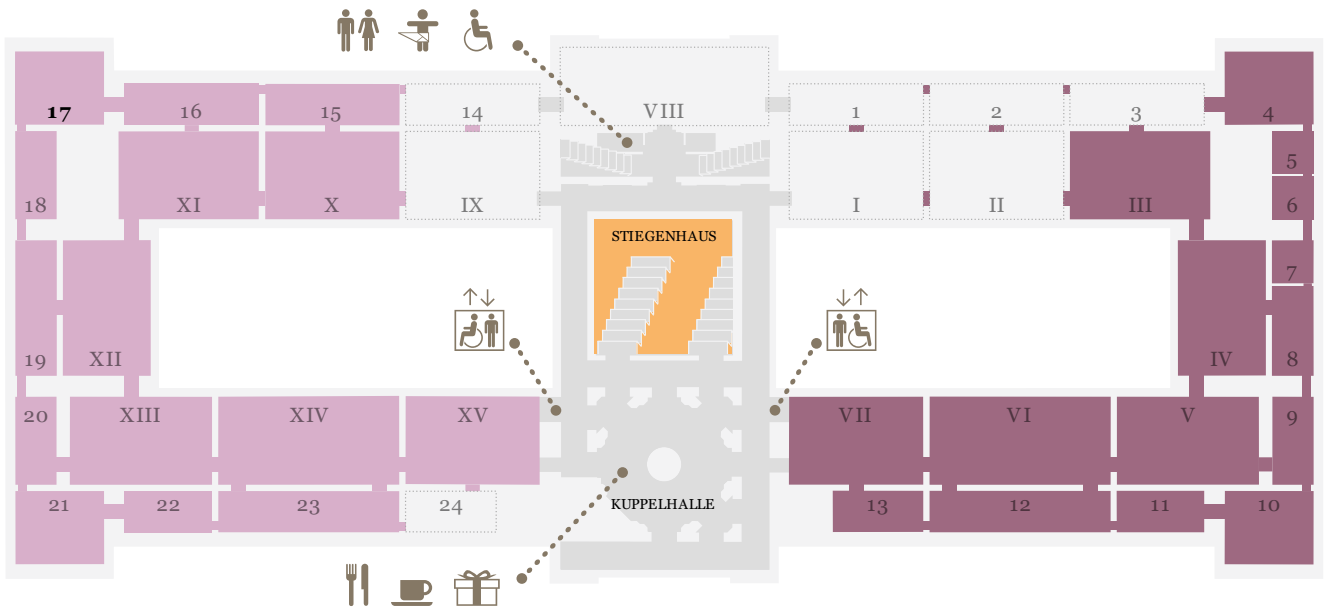 17 16 15 14 VIII 1 2 3 4
5
18 XI X IX I II III 6
STIEGENHAUS
7
19 XII IV 8
20 XIII XIV XV VII VI V 9
21 22 23 24 KUPPELHALLE 13 12 11 10